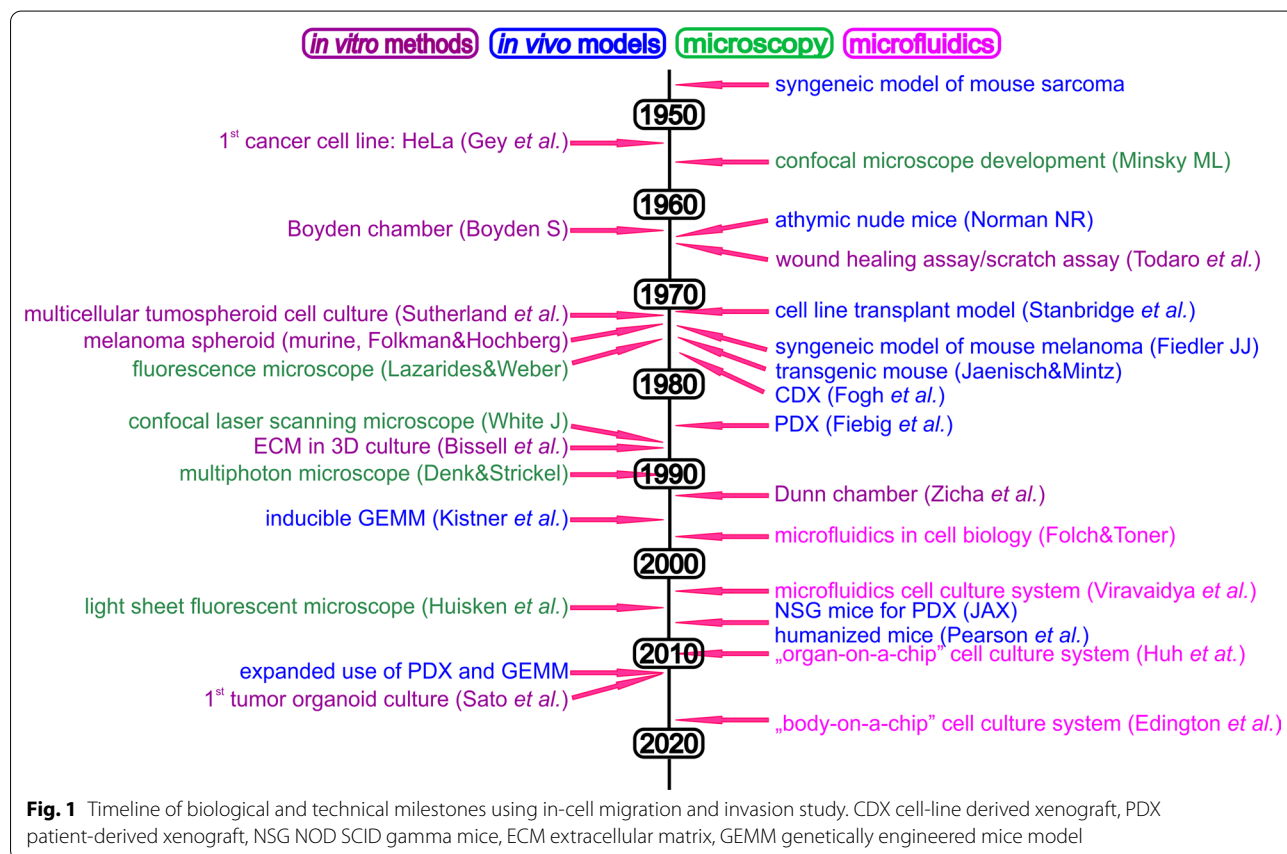 in vitro methods in vivo models microscopy microfluidics
syngeneic model of mouse sarcoma
1950
1st cancer cell line: HeLa (Gey et al.)
confocal microscope development (Minsky ML)
1960
athymic nude mice (Norman NR)
Boyden chamber (Boyden S)
wound healing assay/scratch assay (Todaro et al.)
1970
cell line transplant model (Stanbridge et al.)
multicellular tumospheroid cell culture (Sutherland et al.)
melanoma spheroid (murine, Folkman&Hochberg)
syngeneic model of mouse melanoma (Fiedler JJ)
fluorescence microscope (Lazarides&Weber)
transgenic mouse (Jaenisch&Mintz)
1980
CDX (Fogh et al.)
confocal laser scanning microscope (White J)
PDX (Fiebig et al.)
ECM in 3D culture (Bissell et al.)
multiphoton microscope (Denk&Strickel)
1990
Dunn chamber (Zicha et al.)
inducible GEMM (Kistner et al.)
microfluidics in cell biology (Folch&Toner)
2000
microfluidics cell culture system (Viravaidya et al.)
light sheet fluorescent microscope (Huisken et al.)
NSG mice for PDX (JAX)
humanized mice (Pearson et al.)
2010
„organ-on-a-chip” cell culture system (Huh et at.)
expanded use of PDX and GEMM
1st tumor organoid culture (Sato et al.)
„body-on-a-chip” cell culture system (Edington et al.)
2020
Fig. 1 Timeline of biological and technical milestones using in-cell migration and invasion study. CDX cell-line derived xenograft, PDX
patient-derived xenograft, NSG NOD SCID gamma mice, ECM extracellular matrix, GEMM genetically engineered mice model